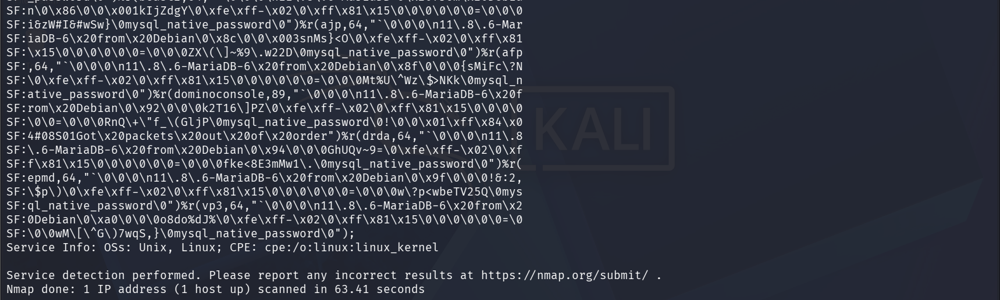 SF:n\0\x86\0\0\x001kIjZdgY\0\xfe\xff-\x02\0\xff\x81\x15\0\0\0\0\0\0=\0\0\0
SF:i&zW#I&#wSw}\0mysql_native_password\0")%r(ajp,64,"`\0\0\0\n11\.8\.6-Mar
SF:iaDB-6\x20from\x20Debian\0\x8c\0\0\x003snMs}<O\0\xfe\xff-\x02\0\xff\x81
SF:\x15\0\0\0\0\0\0=\0\0\0ZX\(\]~%9\.w22D\0mysql_native_password\0")%r(afp
SF:,64,"`\0\0\0\n11\.8\.6-MariaDB-6\x20from\x20Debian\0\x8f\0\0\0{sMiFc\?N
SF:\0\xfe\xff-\x02\0\xff\x81\x15\0\0\0\0\0\0=\0\0\0Mt%U\^Wz\$>NKk\0mysql_n
SF:ative_password\0")%r(dominoconsole,89,"`\0\0\0\n11\.8\.6-MariaDB-6\x20f
SF:rom\x20Debian\0\x92\0\0\0k2T16\]PZ\0\xfe\xff-\x02\0\xff\x81\x15\0\0\0\0
SF:\0\0=\0\0\0RnQ\+\"f_\(GljP\0mysql_native_password\0!\0\0\x01\xff\x84\x0
SF:4#08S01Got\x20packets\x20out\x20of\x20order")%r(drda,64,"`\0\0\0\n11\.8
SF:\.6-MariaDB-6\x20from\x20Debian\0\x94\0\0\0GhUQv~9=\0\xfe\xff-\x02\0\xf
SF:f\x81\x15\0\0\0\0\0\0=\0\0\0fke<8E3mMw1\.\0mysql_native_password\0")%r(
SF:epmd,64,"`\0\0\0\n11\.8\.6-MariaDB-6\x20from\x20Debian\0\x9f\0\0\0!&:2,
SF:\$p\)\0\xfe\xff-\x02\0\xff\x81\x15\0\0\0\0\0\0=\0\0\0w\?p<wbeTV25Q\0mys
SF:ql_native_password\0")%r(vp3,64,"`\0\0\0\n11\.8\.6-MariaDB-6\x20from\x2
SF:0Debian\0\xa0\0\0\0o8do%dJ%\0\xfe\xff-\x02\0\xff\x81\x15\0\0\0\0\0\0=\0
SF:\0\0wM\[\^G\)7wqS,}\0mysql_native_password\0");
Service Info: OSs: Unix, Linux; CPE: cpe:/o:linux:linux_kernel
Service detection performed. Please report any incorrect results at https://nmap.org/submit/ .
Nmap done: 1 IP address (1 host up) scanned in 63.41 seconds
KALI